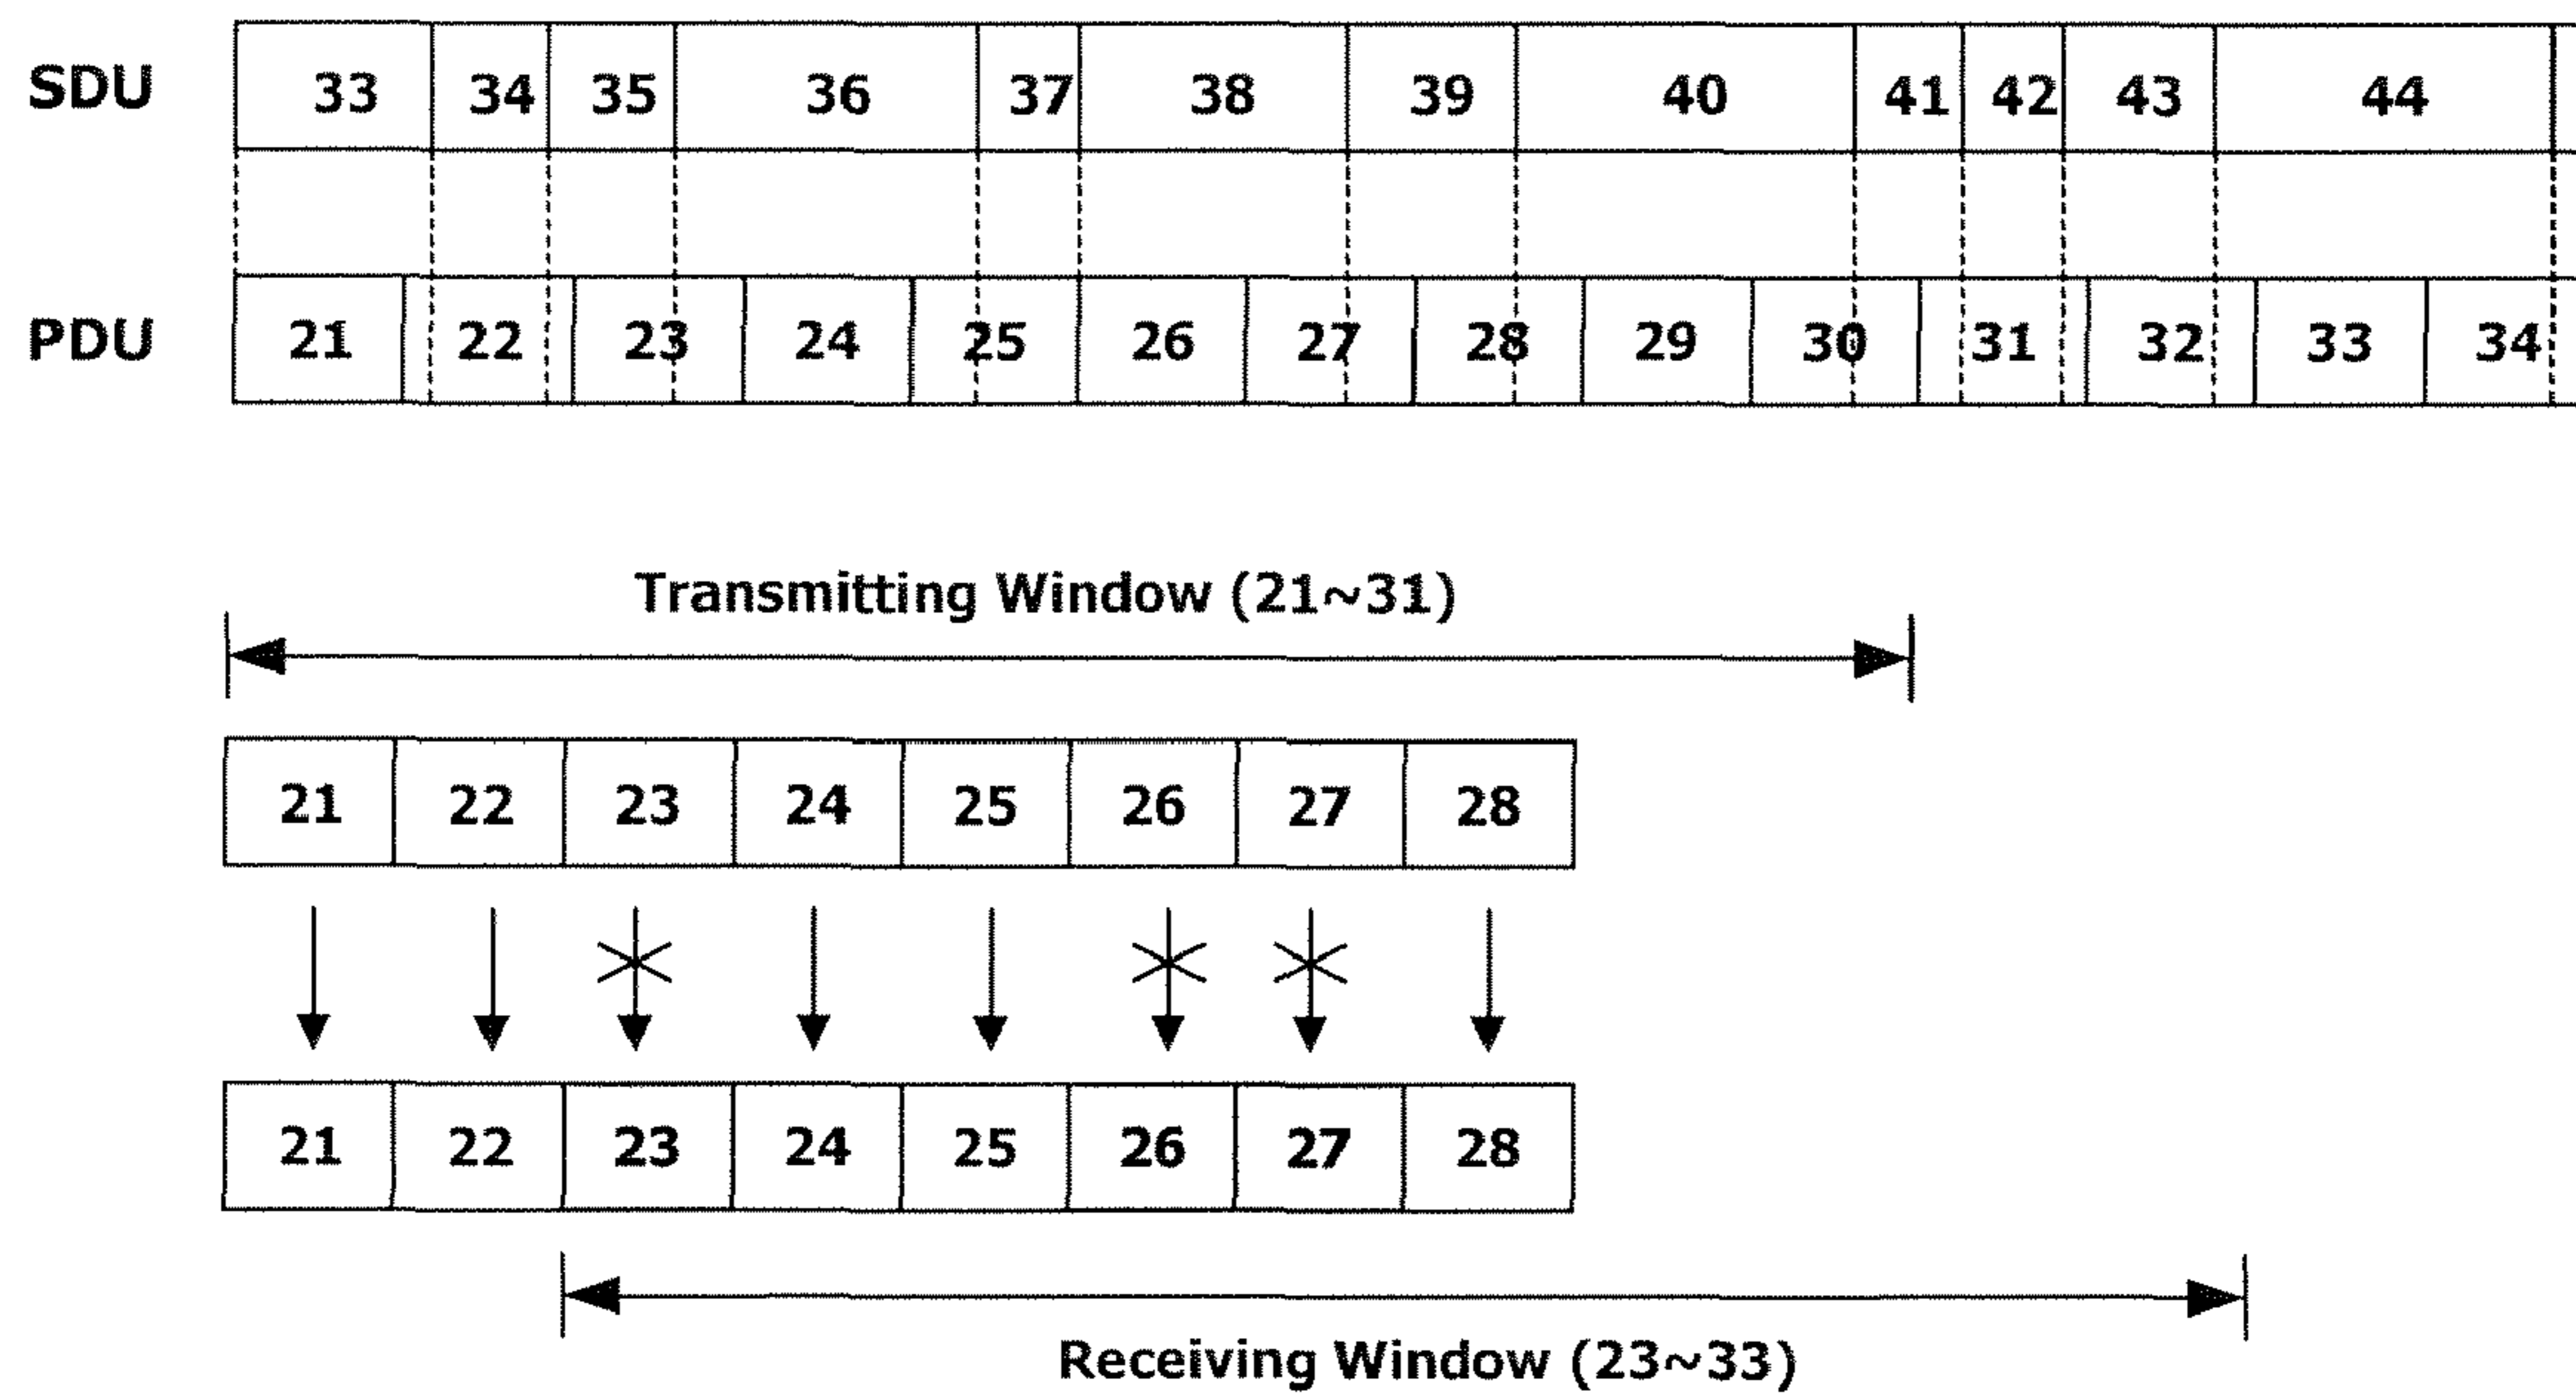 SDU 33 34 35 36 37 38 39 40 41 42 43 44
PDU 21 22 23 24 25 26 27 28 29 30 31 32 33 34
Transmitting Window (21~31)
21 22 23 24 25 26 27 28
21 22 23 24 25 26 27 28
Receiving Window (23~33)